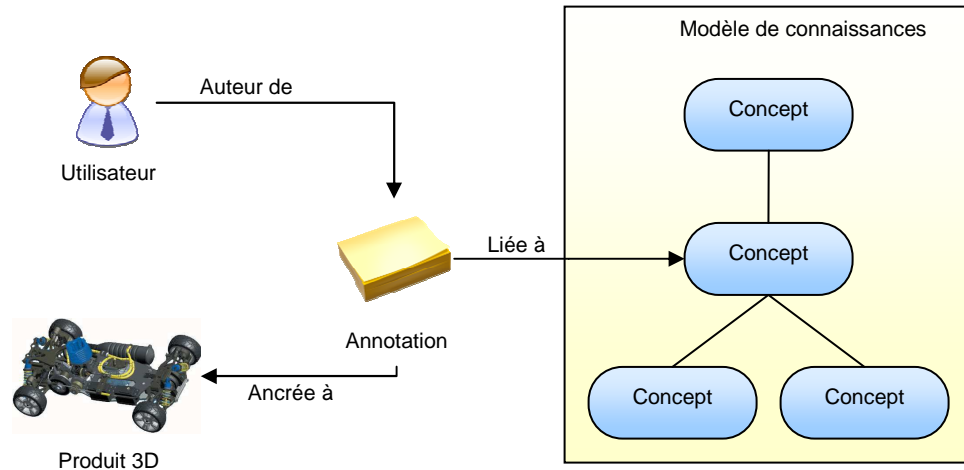 Modèle de connaissances
Auteur de
Concept
Utilisateur
Liée à
Concept
Annotation
Ancrée à
Concept
Concept
Produit 3D